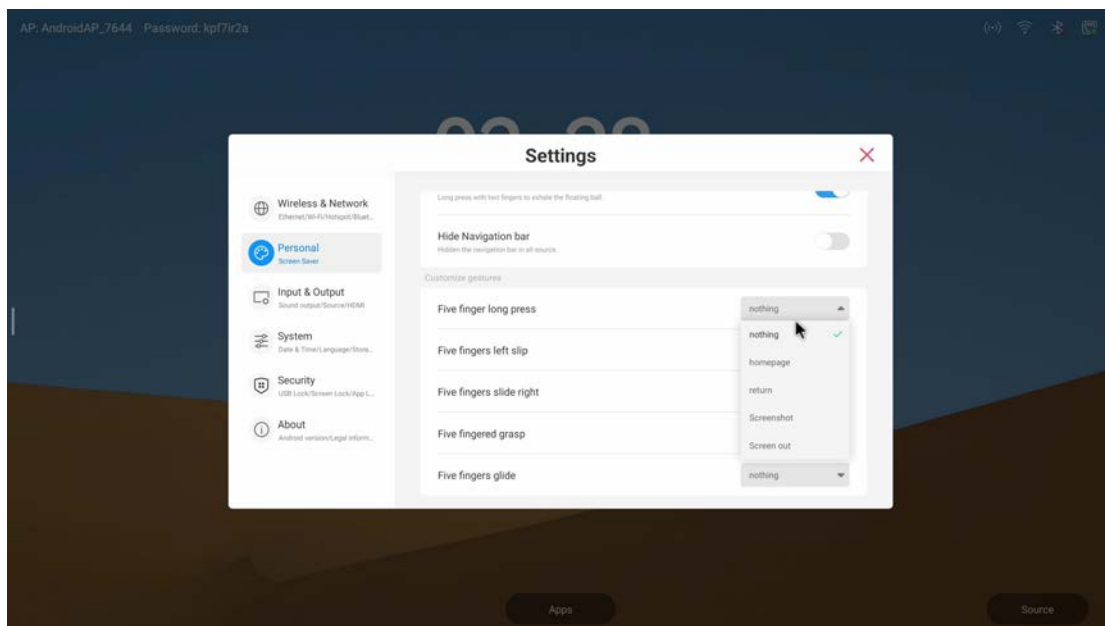 AP: AndroidAP_7644 Password: kpf7ir2a
Settings
Wireless & Network
Ethernet/Wi-Fi/Hotspot/Bluet...
Personal
Screen Saver
Input & Output
Sound output/Source/HDMI
System
Date & Time/Language/Stora...
Security
USB Lock/Screen Lock/App L...
About
Android version/Legal inform...
Long press with two fingers to exhale the floating ball.
Hide Navigation bar
Hidden the navigation bar in all source.
Customize gestures
Five finger long press
nothing
nothing
homepage
return
Screenshot
Screen out
Five fingers left slip
Five fingers slide right
Five fingered grasp
Five fingers glide
nothing
Apps
Source